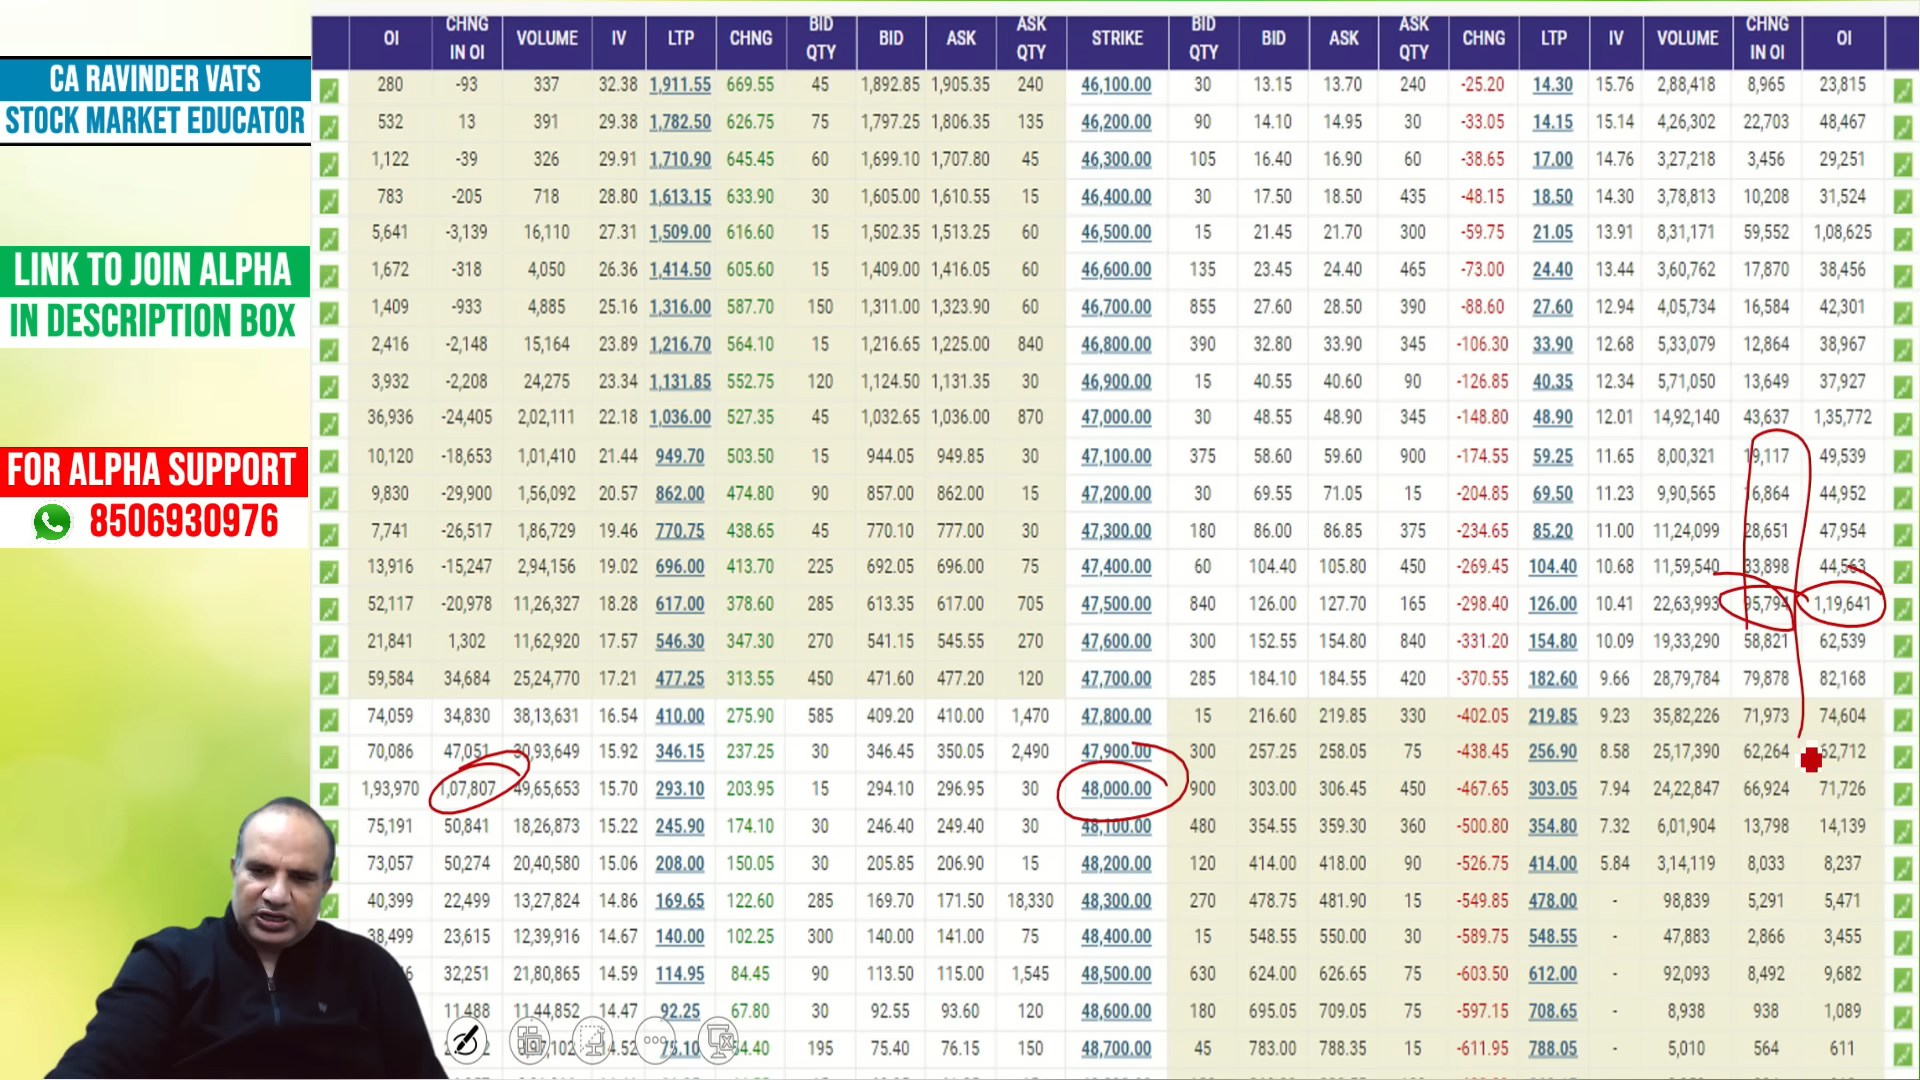 CA RAVINDER VATS
STOCK MARKET EDUCATOR
LINK TO JOIN ALPHA
IN DESCRIPTION BOX
FOR ALPHA SUPPORT
8506930976
OI CHNG IN OI VOLUME IV LTP CHNG BID QTY BID ASK ASK QTY STRIKE BID QTY BID ASK ASK QTY CHNG LTP IV VOLUME CHNG IN OI OI
280 -93 337 32.38 1,911.55 669.55 45 1,892.85 1,905.35 240 46,100.00 30 13.15 13.70 240 -25.20 14.30 15.76 2,88,418 8,965 23,815
532 13 391 29.38 1,782.50 626.75 75 1,797.25 1,806.35 135 46,200.00 90 14.10 14.95 30 -33.05 14.15 15.14 4,26,302 22,703 48,467
1,122 -39 326 29.91 1,710.90 645.45 60 1,699.10 1,707.80 45 46,300.00 105 16.40 16.90 60 -38.65 17.00 14.76 3,27,218 3,456 29,251
783 -205 718 28.80 1,613.15 633.90 30 1,605.00 1,610.55 15 46,400.00 30 17.50 18.50 435 -48.15 18.50 14.30 3,78,813 10,208 31,524
5,641 -3,139 16,110 27.31 1,509.00 616.60 15 1,502.35 1,513.25 60 46,500.00 15 21.45 21.70 300 -59.75 21.05 13.91 8,31,171 59,552 1,08,625
1,672 -318 4,050 26.36 1,414.50 605.60 15 1,409.00 1,416.05 60 46,600.00 135 23.45 24.40 465 -73.00 24.40 13.44 3,60,762 17,870 38,456
1,409 -933 4,885 25.16 1,316.00 587.70 150 1,311.00 1,323.90 60 46,700.00 855 27.60 28.50 390 -88.60 27.60 12.94 4,05,734 16,584 42,301
2,416 -2,148 15,164 23.89 1,216.70 564.10 15 1,216.65 1,225.00 840 46,800.00 390 32.80 33.90 345 -106.30 33.90 12.68 5,33,079 12,864 38,967
3,932 -2,208 24,275 23.34 1,131.85 552.75 120 1,124.50 1,131.35 30 46,900.00 15 40.55 40.60 90 -126.85 40.35 12.34 5,71,050 13,649 37,927
36,936 -24,405 2,02,111 22.18 1,036.00 527.35 45 1,032.65 1,036.00 870 47,000.00 30 48.55 48.90 345 -148.80 48.90 12.01 14,92,140 43,637 1,35,772
10,120 -18,653 1,01,410 21.44 949.70 503.50 15 944.05 949.85 30 47,100.00 375 58.60 59.60 900 -174.55 59.25 11.65 8,00,321 19,117 49,539
9,830 -29,900 1,56,092 20.57 862.00 474.80 90 857.00 862.00 15 47,200.00 30 69.55 71.05 15 -204.85 69.50 11.23 9,90,565 16,864 44,952
7,741 -26,517 1,86,729 19.46 770.75 438.65 45 770.10 777.00 30 47,300.00 180 86.00 86.85 375 -234.65 85.20 11.00 11,24,099 28,651 47,954
13,916 -15,247 2,94,156 19.02 696.00 413.70 225 692.05 696.00 75 47,400.00 60 104.40 105.80 450 -269.45 104.40 10.68 11,59,540 33,898 44,563
52,117 -20,978 11,26,327 18.28 617.00 378.60 285 613.35 617.00 705 47,500.00 840 126.00 127.70 165 -298.40 126.00 10.41 22,63,993 95,794 1,19,641
21,841 1,302 11,62,920 17.57 546.30 347.30 270 541.15 545.55 270 47,600.00 300 152.55 154.80 840 -331.20 154.80 10.09 19,33,290 58,821 62,539
59,584 34,684 25,24,770 17.21 477.25 313.55 450 471.60 477.20 120 47,700.00 285 184.10 184.55 420 -370.55 182.60 9.66 28,79,784 79,878 82,168
74,059 34,830 38,13,631 16.54 410.00 275.90 585 409.20 410.00 1,470 47,800.00 15 216.60 219.85 330 -402.05 219.85 9.23 35,82,226 71,973 74,604
70,086 47,051 30,93,649 15.92 346.15 237.25 30 346.45 350.05 2,490 47,900.00 300 257.25 258.05 75 -438.45 256.90 8.58 25,17,390 62,264 62,712
1,93,970 1,07,807 49,65,653 15.70 293.10 203.95 15 294.10 296.95 30 48,000.00 900 303.00 306.45 450 -467.65 303.05 7.94 24,22,847 66,924 71,726
75,191 50,841 18,26,873 15.22 245.90 174.10 30 246.40 249.40 30 48,100.00 480 354.55 359.30 360 -500.80 354.80 7.32 6,01,904 13,798 14,139
73,057 50,274 20,40,580 15.06 208.00 150.05 30 205.85 206.90 15 48,200.00 120 414.00 418.00 90 -526.75 414.00 5.84 3,14,119 8,033 8,237
40,399 22,499 13,27,824 14.86 169.65 122.60 285 169.70 171.50 18,330 48,300.00 270 478.75 481.90 15 -549.85 478.00 - 98,839 5,291 5,471
38,499 23,615 12,39,916 14.67 140.00 102.25 300 140.00 141.00 75 48,400.00 15 548.55 550.00 30 -589.75 548.55 - 47,883 2,866 3,455
32,251 21,80,865 14.59 114.95 84.45 90 113.50 115.00 1,545 48,500.00 630 624.00 626.65 75 -603.50 612.00 - 92,093 8,492 9,682
11,488 11,44,852 14.47 92.25 67.80 30 92.55 93.60 120 48,600.00 180 695.05 709.05 75 -597.15 708.65 - 8,938 938 1,089
75.10 195 75.40 76.15 150 48,700.00 45 783.00 788.35 15 -611.95 788.05 - 5,010 564 611